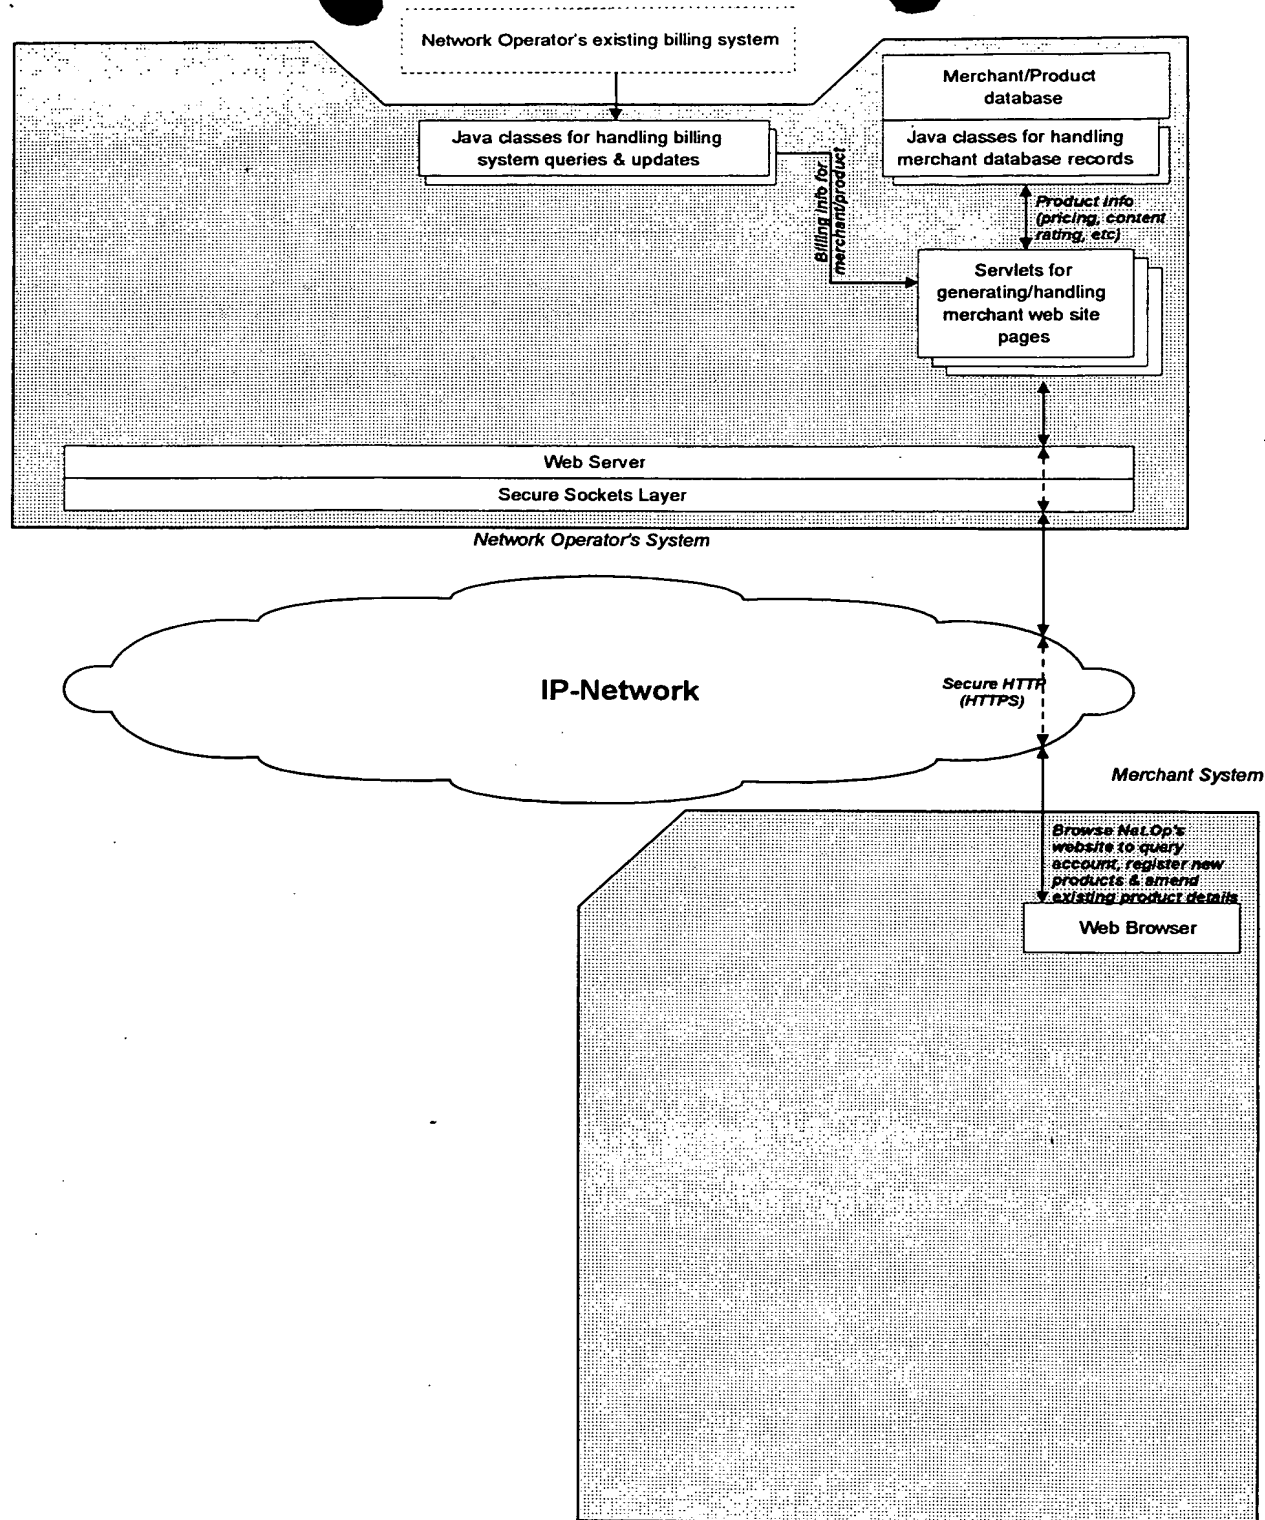 Network Operator's existing billing system
Merchant/Product
database
Java classes for handling billing
system queries & updates
Java classes for handling
merchant database records
Billing info for
merchant/product
Product info
(pricing, content
rating, etc)
Servlets for
generating/handling
merchant web site
pages
Web Server
Secure Sockets Layer
Network Operator's System
IP-Network
Secure HTTP
(HTTPS)
Merchant System
Browse Net.Op's
website to query
account, register new
products & amend
existing product details
Web Browser